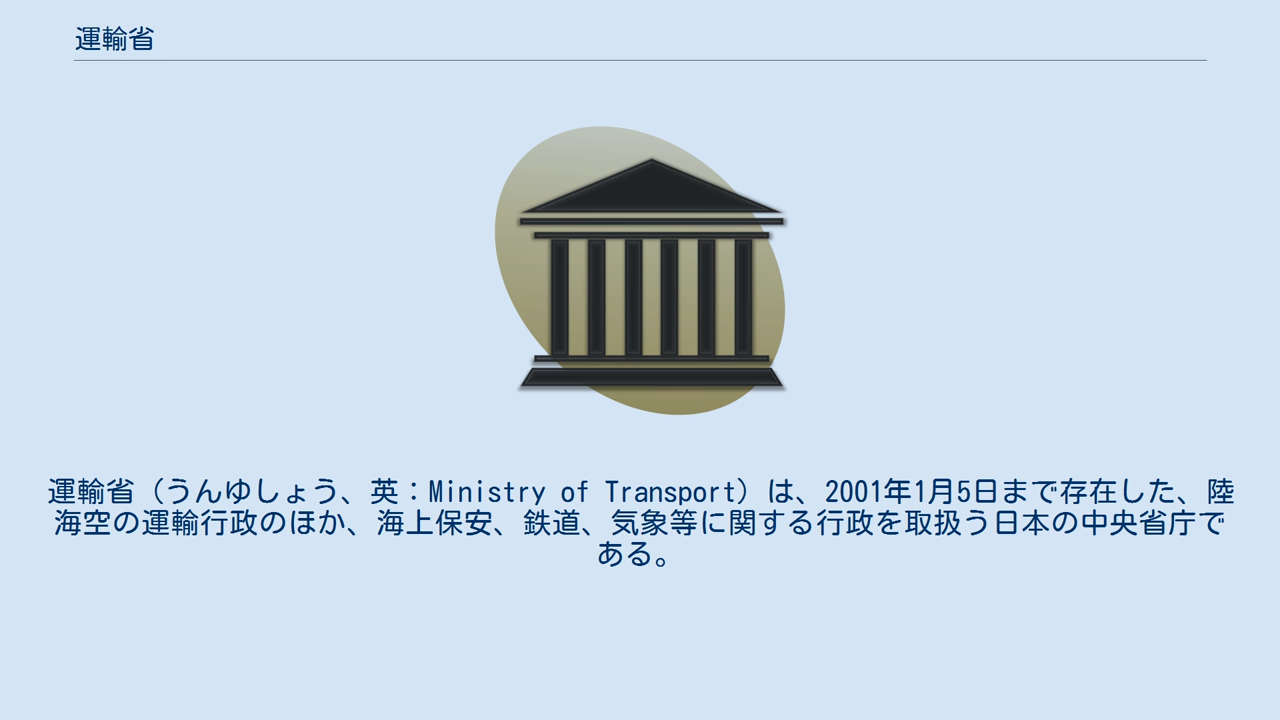 運輸省
運輸省（うんゆしょう、英：Ministry of Transport）は、2001年1月5日まで存在した、陸
海空の運輸行政のほか、海上保安、鉄道、気象等に関する行政を取扱う日本の中央省庁で
ある。